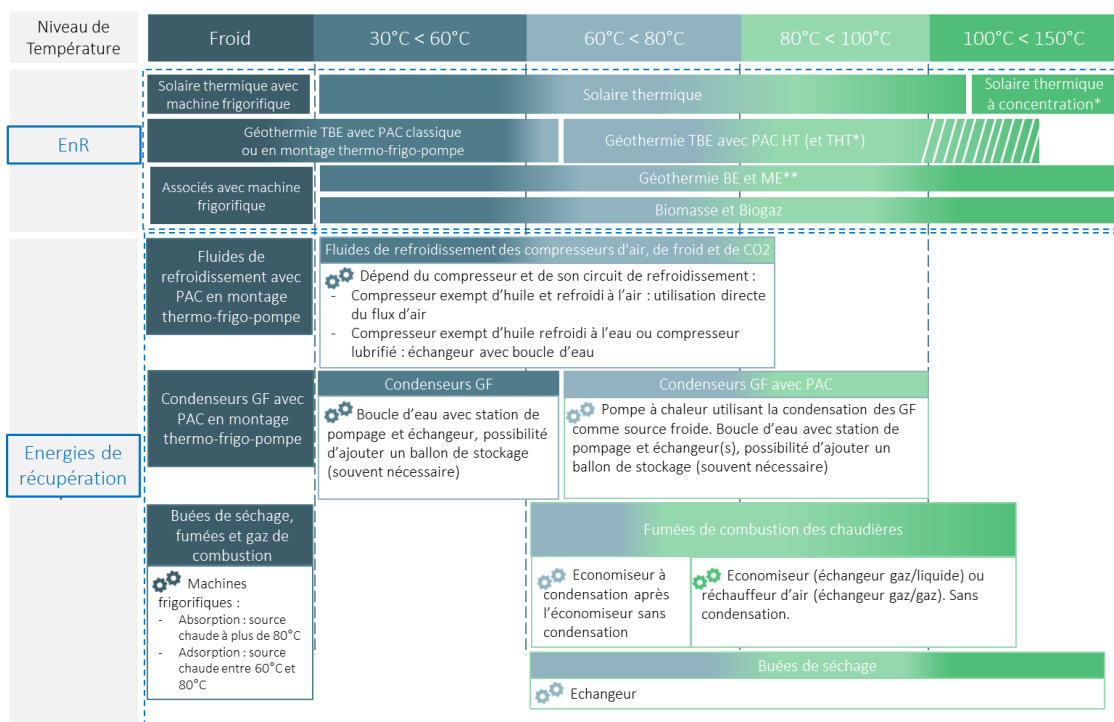 Niveau de
Température
Froid
30°C < 60°C
60°C < 80°C
80°C < 100°C
100°C < 150°C
EnR
Solaire thermique avec
machine frigorifique
Solaire thermique
Solaire thermique
à concentration*
Géothermie TBE avec PAC classique
ou en montage thermo-frigo-pompe
Géothermie TBE avec PAC HT (et THT*)
Associés avec machine
frigorifique
Géothermie BE et ME**
Biomasse et Biogaz
Energies de
récupération
Fluides de
refroidissement avec
PAC en montage
thermo-frigo-pompe
Fluides de refroidissement des compresseurs d'air, de froid et de CO2
Dépend du compresseur et de son circuit de refroidissement :
- Compresseur exempt d'huile et refroidi à l'air : utilisation directe
du flux d'air
- Compresseur exempt d'huile refroidi à l'eau ou compresseur
lubrifié : échangeur avec boucle d'eau
Condenseurs GF avec
PAC en montage
thermo-frigo-pompe
Condenseurs GF
Boucle d'eau avec station de
pompage et échangeur, possibilité
d'ajouter un ballon de stockage
(souvent nécessaire)
Condenseurs GF avec PAC
Pompe à chaleur utilisant la condensation des GF
comme source froide. Boucle d'eau avec station de
pompage et échangeur(s), possibilité d'ajouter un
ballon de stockage (souvent nécessaire)
Buées de séchage,
fumées et gaz de
combustion
Machines
frigorifiques :
- Absorption : source
chaude à plus de 80°C
- Adsorption : source
chaude entre 60°C et
80°C
Fumées de combustion des chaudières
Economiseur à
condensation après
l'économiseur sans
condensation
Economiseur (échangeur gaz/liquide) ou
réchauffeur d'air (échangeur gaz/gaz). Sans
condensation.
Buées de séchage
Echangeur